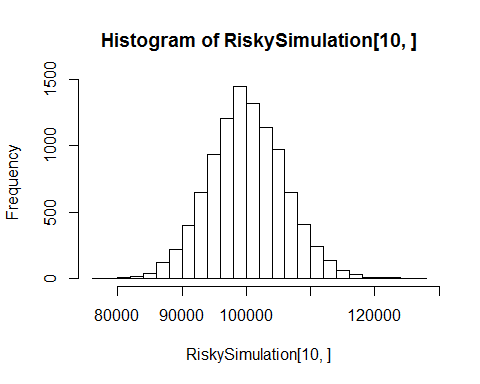 Histogram of RiskySimulation[10, ]
Frequency
1500
1000
500
0
80000 90000 100000 120000
RiskySimulation[10, ]